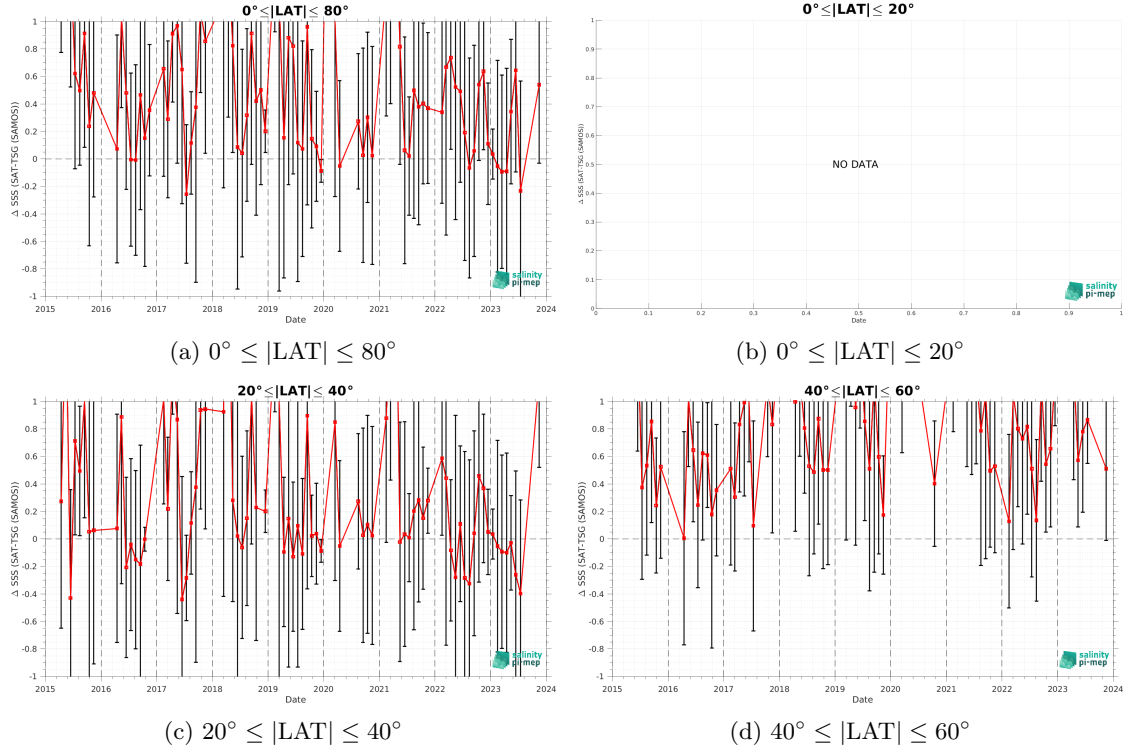 0°≤|LAT|≤ 80°
Δ SSS (SAT-TSG (SAMOS))
1
0.8
0.6
0.4
0.2
0
-0.2
-0.4
-0.6
-0.8
-1
2015 2016 2017 2018 2019 2020 2021 2022 2023 2024
Date
salinity
pi-mep
(a) 0° ≤ |LAT| ≤ 80°
0°≤|LAT|≤ 20°
Δ SSS (SAT-TSG (SAMOS))
1
0.9
0.8
0.7
0.6
0.5
0.4
0.3
0.2
0.1
0
NO DATA
0 0.1 0.2 0.3 0.4 0.5 0.6 0.7 0.8 0.9 1
Date
salinity
pi-mep
(b) 0° ≤ |LAT| ≤ 20°
20°≤|LAT|≤ 40°
Δ SSS (SAT-TSG (SAMOS))
1
0.8
0.6
0.4
0.2
0
-0.2
-0.4
-0.6
-0.8
-1
2015 2016 2017 2018 2019 2020 2021 2022 2023 2024
Date
salinity
pi-mep
(c) 20° ≤ |LAT| ≤ 40°
40°≤|LAT|≤ 60°
Δ SSS (SAT-TSG (SAMOS))
1
0.8
0.6
0.4
0.2
0
-0.2
-0.4
-0.6
-0.8
-1
2015 2016 2017 2018 2019 2020 2021 2022 2023 2024
Date
salinity
pi-mep
(d) 40° ≤ |LAT| ≤ 60°